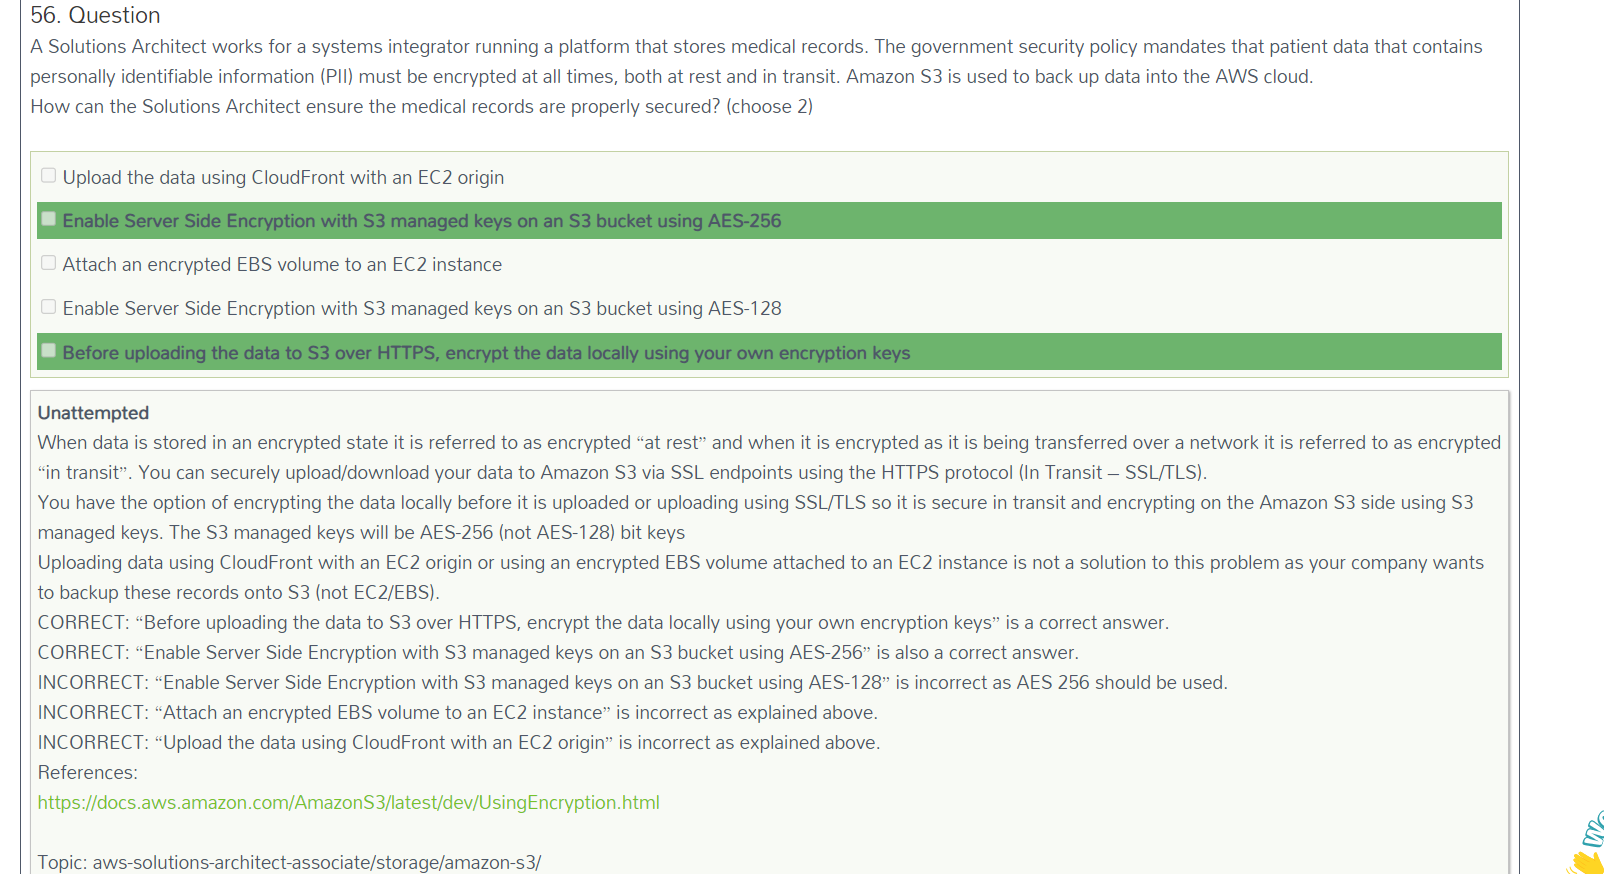 56. Question
A Solutions Architect works for a systems integrator running a platform that stores medical records. The government security policy mandates that patient data that contains
personally identifiable information (PII) must be encrypted at all times, both at rest and in transit. Amazon S3 is used to back up data into the AWS cloud.
How can the Solutions Architect ensure the medical records are properly secured? (choose 2)
Upload the data using CloudFront with an EC2 origin
Enable Server Side Encryption with S3 managed keys on an S3 bucket using AES-256
Attach an encrypted EBS volume to an EC2 instance
Enable Server Side Encryption with S3 managed keys on an S3 bucket using AES-128
Before uploading the data to S3 over HTTPS, encrypt the data locally using your own encryption keys
Unattempted
When data is stored in an encrypted state it is referred to as encrypted “at rest” and when it is encrypted as it is being transferred over a network it is referred to as encrypted
“in transit”. You can securely upload/download your data to Amazon S3 via SSL endpoints using the HTTPS protocol (In Transit – SSL/TLS).
You have the option of encrypting the data locally before it is uploaded or uploading using SSL/TLS so it is secure in transit and encrypting on the Amazon S3 side using S3
managed keys. The S3 managed keys will be AES-256 (not AES-128) bit keys
Uploading data using CloudFront with an EC2 origin or using an encrypted EBS volume attached to an EC2 instance is not a solution to this problem as your company wants
to backup these records onto S3 (not EC2/EBS).
CORRECT: “Before uploading the data to S3 over HTTPS, encrypt the data locally using your own encryption keys” is a correct answer.
CORRECT: “Enable Server Side Encryption with S3 managed keys on an S3 bucket using AES-256” is also a correct answer.
INCORRECT: “Enable Server Side Encryption with S3 managed keys on an S3 bucket using AES-128” is incorrect as AES 256 should be used.
INCORRECT: “Attach an encrypted EBS volume to an EC2 instance” is incorrect as explained above.
INCORRECT: “Upload the data using CloudFront with an EC2 origin” is incorrect as explained above.
References:
https://docs.aws.amazon.com/AmazonS3/latest/dev/UsingEncryption.html
Topic: aws-solutions-architect-associate/storage/amazon-s3/